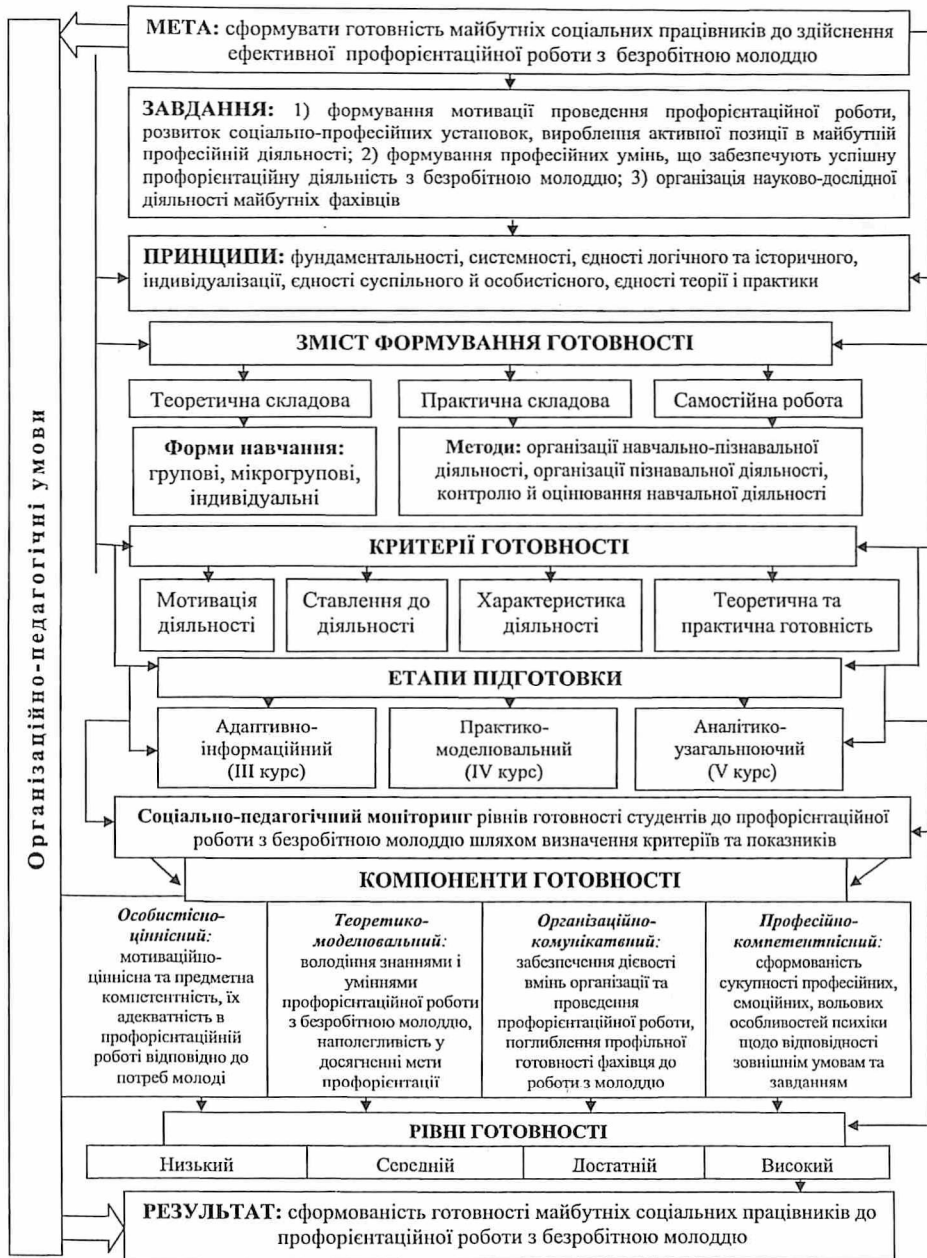 Організаційно-педагогічні умови
МЕТА: сформувати готовність майбутніх соціальних працівників до здійснення
ефективної профорієнтаційної роботи з безробітною молоддю
ЗАВДАННЯ: 1) формування мотивації проведення профорієнтаційної роботи,
розвиток соціально-професійних установок, вироблення активної позиції в майбутній
професійній діяльності; 2) формування професійних умінь, що забезпечують успішну
профорієнтаційну діяльність з безробітною молоддю; 3) організація науково-дослідної
діяльності майбутніх фахівців
ПРИНЦИПИ: фундаментальності, системності, єдності логічного та історичного,
індивідуалізації, єдності суспільного й особистісного, єдності теорії і практики
ЗМІСТ ФОРМУВАННЯ ГОТОВНОСТІ
Теоретична складова
Практична складова
Самостійна робота
Форми навчання:
групові, мікрогрупові,
індивідуальні
Методи: організації навчально-пізнавальної
діяльності, організації пізнавальної діяльності,
контролю й оцінювання навчальної діяльності
КРИТЕРІЇ ГОТОВНОСТІ
Мотивація
діяльності
Ставлення до
діяльності
Характеристика
діяльності
Теоретична та
практична готовність
ЕТАПИ ПІДГОТОВКИ
Адаптивно-
інформаційний
(III курс)
Практико-
моделювальний
(IV курс)
Аналітико-
узагальнюючий
(V курс)
Соціально-педагогічний моніторинг рівнів готовності студентів до профорієнтаційної
роботи з безробітною молоддю шляхом визначення критеріїв та показників
КОМПОНЕНТИ ГОТОВНОСТІ
Особистісно-
ціннісний:
мотиваційно-
ціннісна та предметна
компетентність, їх
адекватність в
профорієнтаційній
роботі відповідно до
потреб молоді
Теоретико-
моделювальний:
володіння знаннями і
уміннями
профорієнтаційної роботи
з безробітною молоддю,
наполегливість у
досягненні мети
профорієнтації
Організаційно-
комунікативний:
забезпечення дієвості
вмінь організації та
проведення
профорієнтаційної роботи,
поглиблення профільної
готовності фахівця до
роботи з молоддю
Професійно-
компетентнісний:
сформованість
сукупності професійних,
емоційних, вольових
особливостей психіки
щодо відповідності
зовнішнім умовам та
завданням
РІВНІ ГОТОВНОСТІ
Низький
Середній
Достатній
Високий
РЕЗУЛЬТАТ: сформованість готовності майбутніх соціальних працівників до
профорієнтаційної роботи з безробітною молоддю